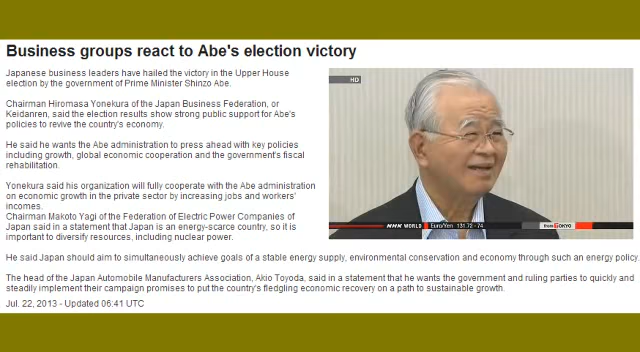 Business groups react to Abe's election victory
Japanese business leaders have hailed the victory in the Upper House
election by the government of Prime Minister Shinzo Abe.
Chairman Hiromasa Yonekura of the Japan Business Federation, or
Keidanren, said the election results show strong public support for Abe's
policies to revive the country's economy.
He said he wants the Abe administration to press ahead with key policies
including growth, global economic cooperation and the government's fiscal
rehabilitation.
Yonekura said his organization will fully cooperate with the Abe administration
on economic growth in the private sector by increasing jobs and workers'
incomes.
Chairman Makoto Yagi of the Federation of Electric Power Companies of
Japan said in a statement that Japan is an energy-scarce country, so it is
important to diversify resources, including nuclear power.
HD
NHK WORLD Euro/Yen 131.72 - 74 from TOKYO
He said Japan should aim to simultaneously achieve goals of a stable energy supply, environmental conservation and economy through such an energy policy.
The head of the Japan Automobile Manufacturers Association, Akio Toyoda, said in a statement that he wants the government and ruling parties to quickly and
steadily implement their campaign promises to put the country's fledgling economic recovery on a path to sustainable growth.
Jul. 22, 2013 - Updated 06:41 UTC